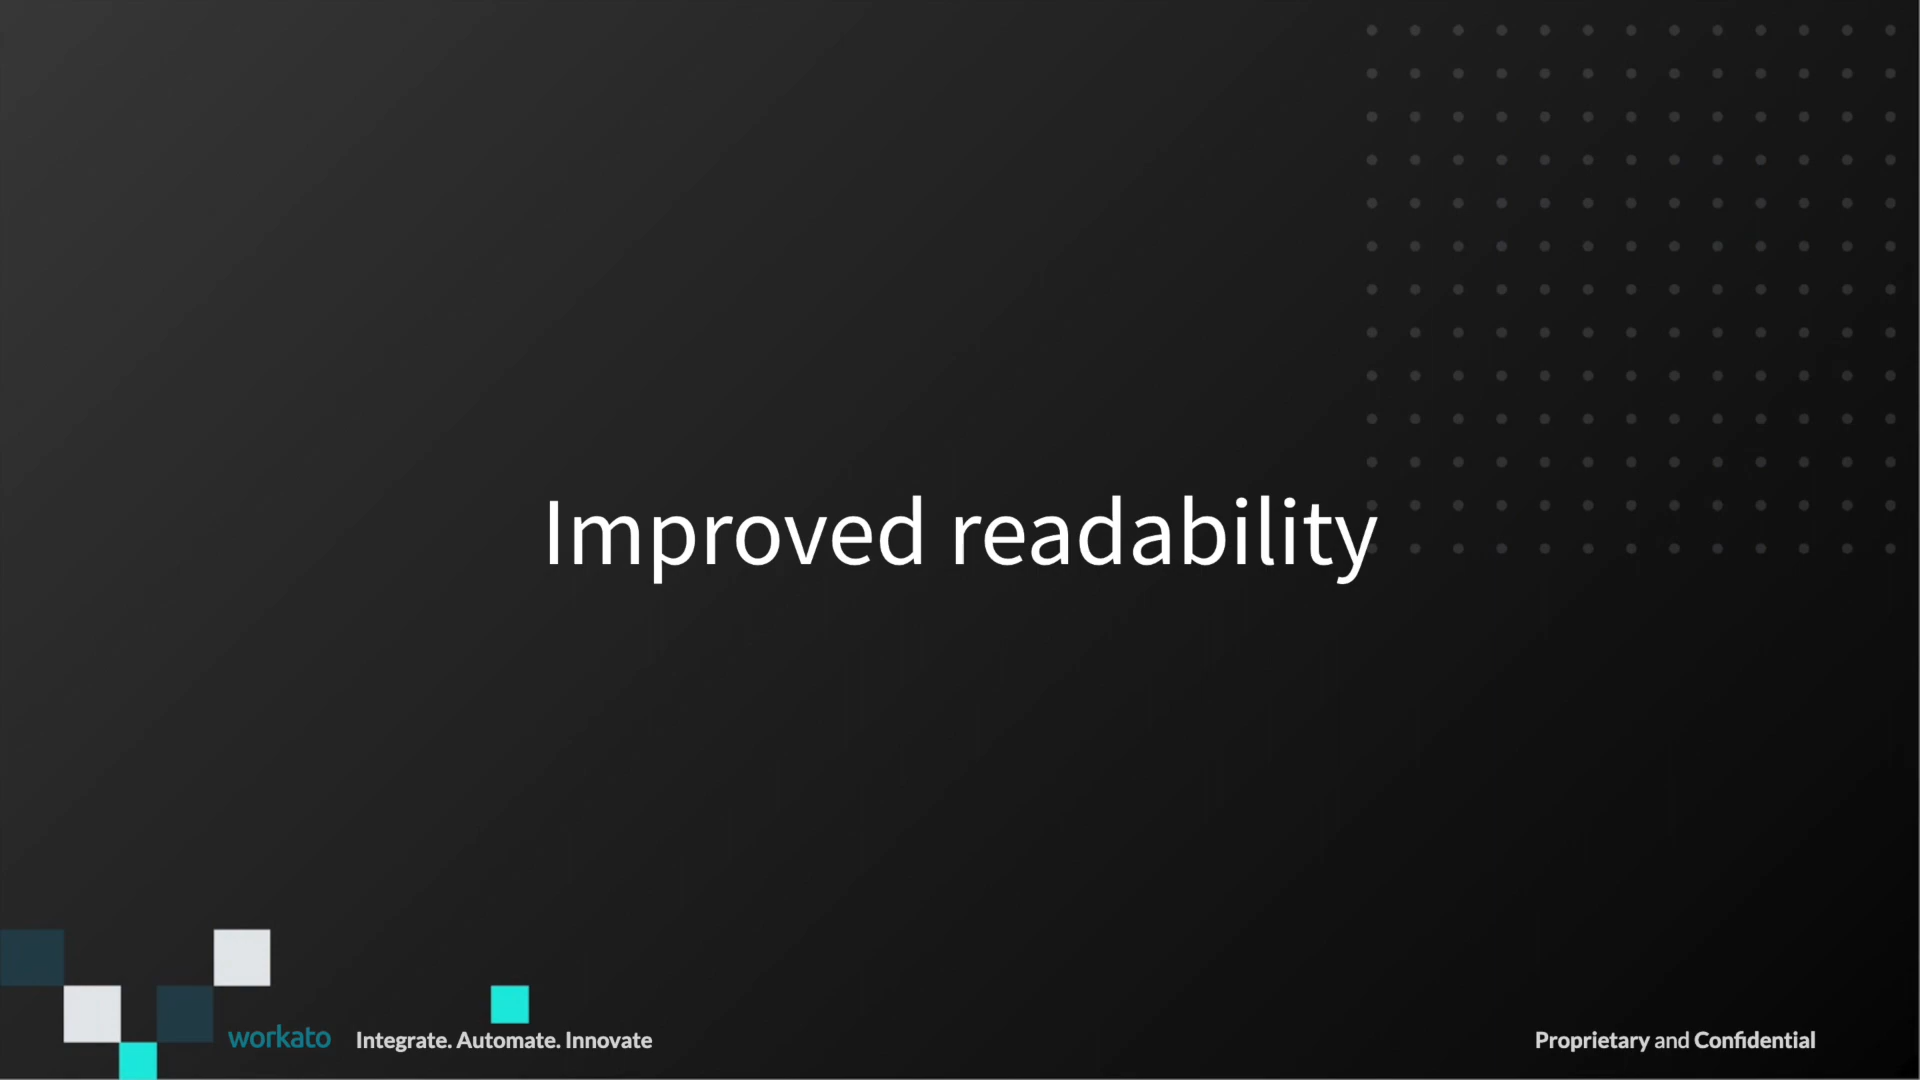 Improved readability
workato Integrate. Automate. Innovate
Proprietary and Confidential